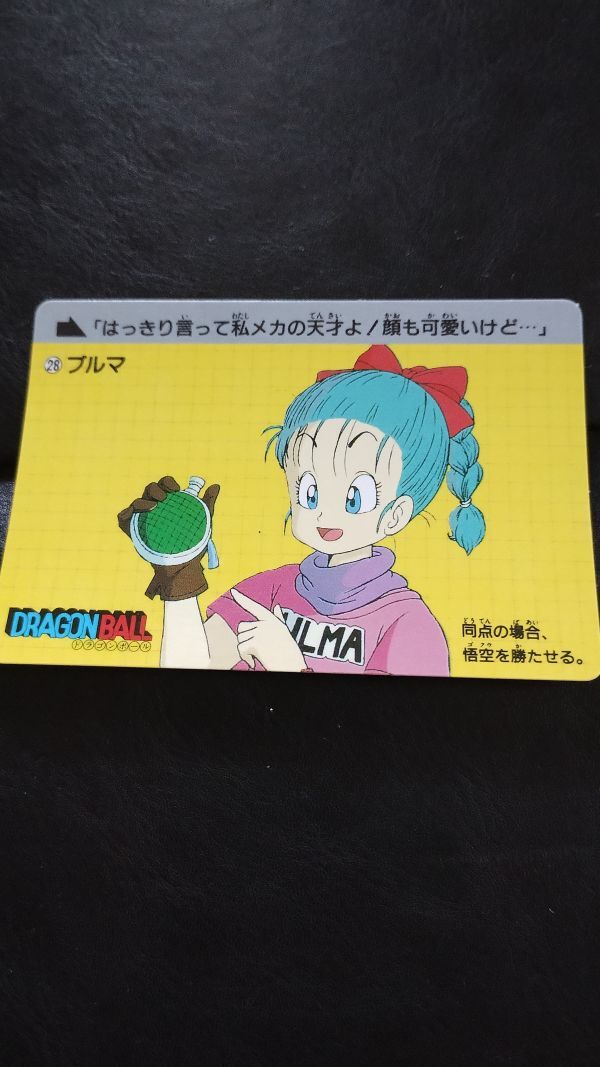 「はっきり言って私メカの天才よ!顔も可愛いけど…」
㉘ブルマ
DRAGON BALL
ドラゴンボール
ULMA
同点の場合、
悟空を勝たせる。